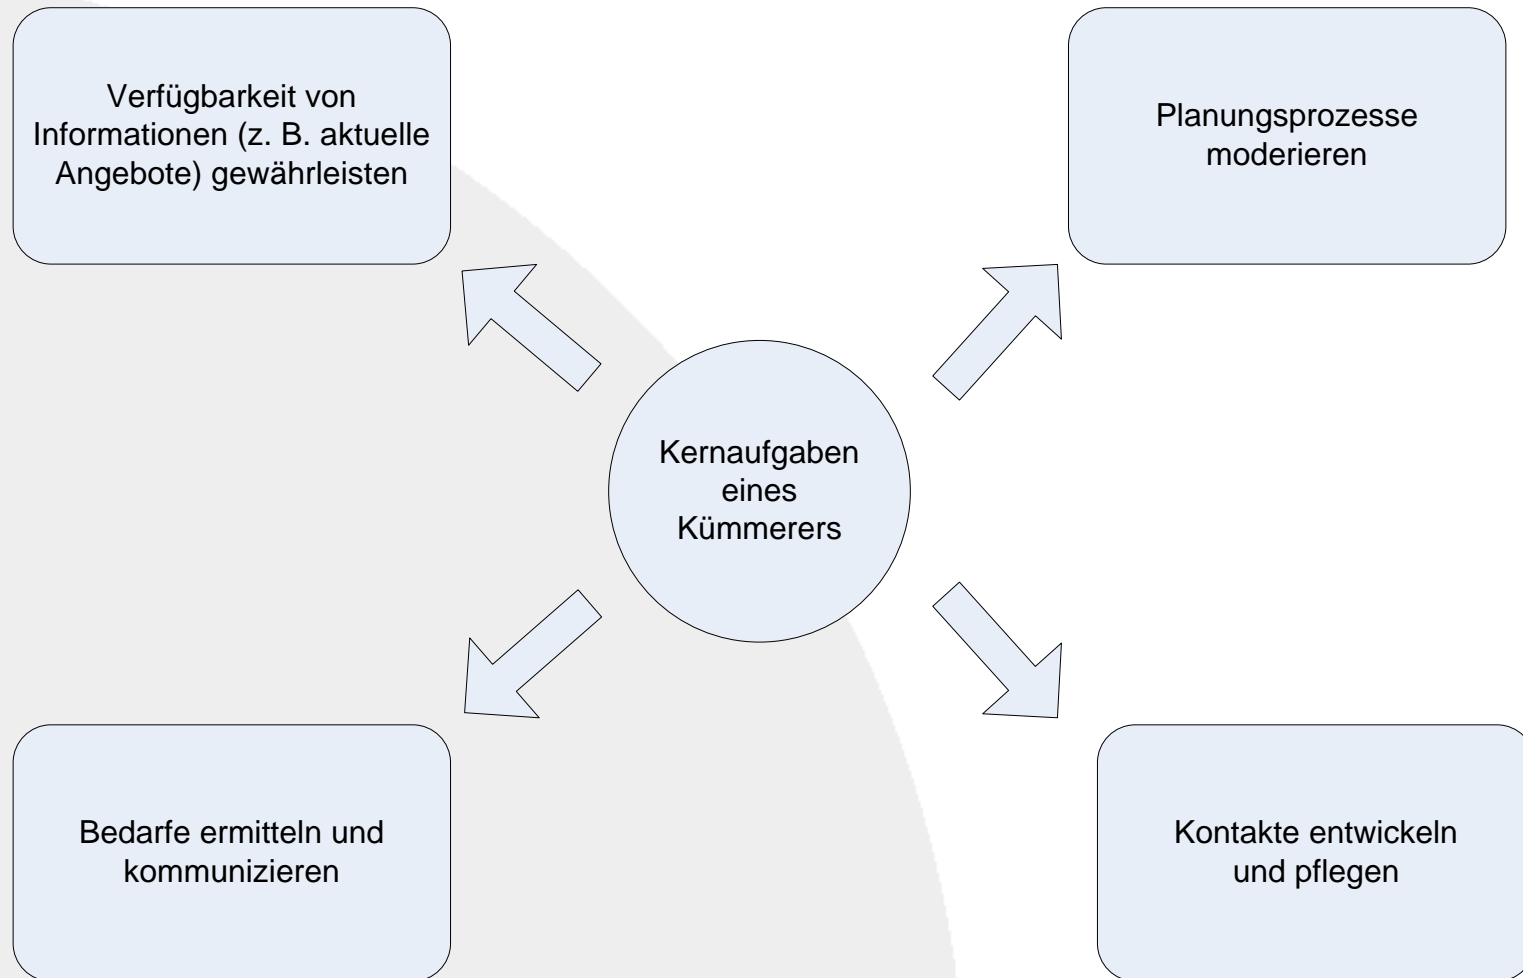 Verfügbarkeit von
Informationen (z. B. aktuelle
Angebote) gewährleisten
Planungsprozesse
moderieren
Kernaufgaben
eines
Kümmerers
Bedarfe ermitteln und
kommunizieren
Kontakte entwickeln
und pflegen